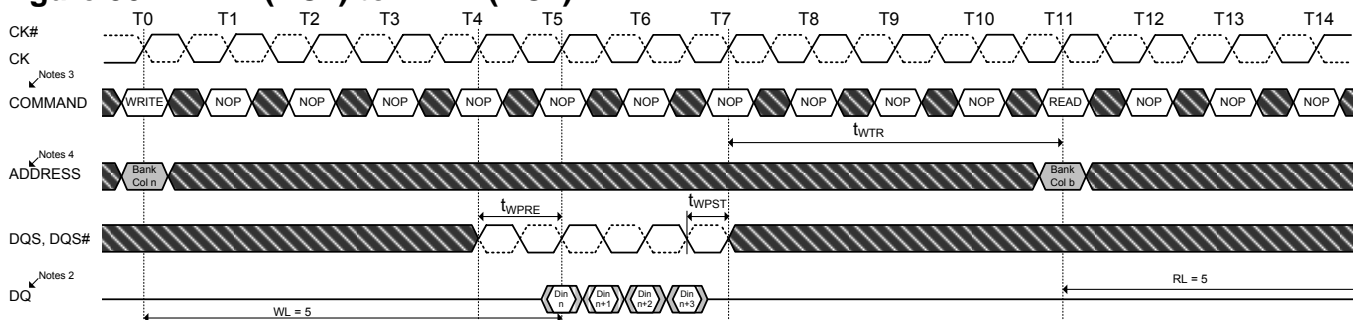 T0 T1 T2 T3 T4 T5 T6 T7 T8 T9 T10 T11 T12 T13 T14
CK#
CK
Notes 3
COMMAND WRITE NOP NOP NOP NOP NOP NOP NOP NOP NOP NOP READ NOP NOP NOP
tWTR
Notes 4
ADDRESS
Bank Col n
Bank Col b
tWPRE
tWPST
DQS, DQS#
Notes 2
DQ
Din n
Din n+1
Din n+2
Din n+3
WL = 5
RL = 5